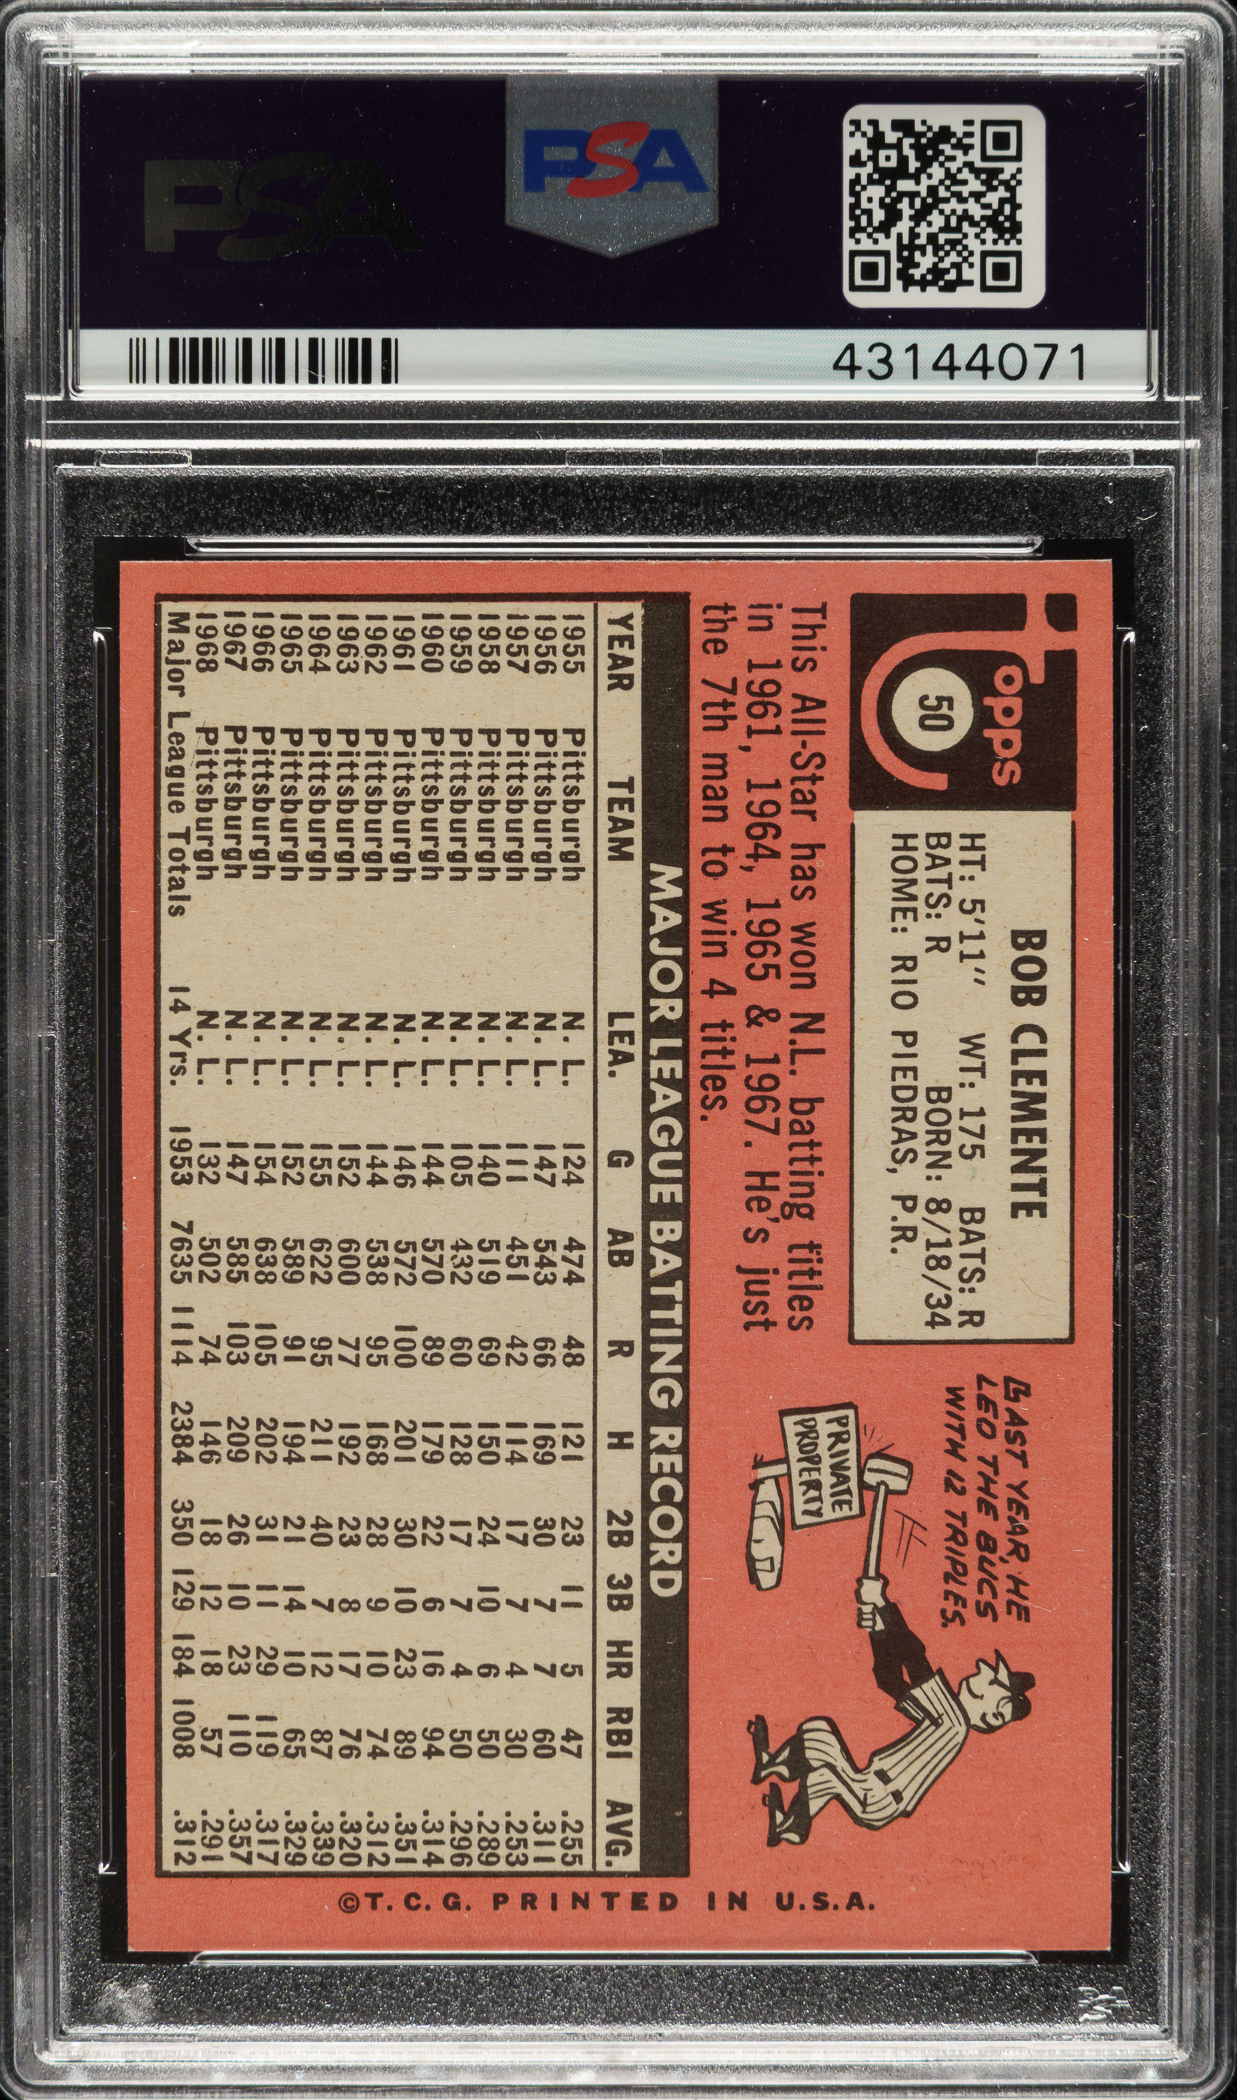 PSA
PSA
43144071
Topps
50
BOB CLEMENTE
HT: 5'11" WT: 175 BATS: R
BATS: R BORN: 8/18/34
HOME: RIO PIEDRAS, P.R.
LAST YEAR, HE
LED THE BUCS
WITH 12 TRIPLES.
PRIVATE
PROPERTY
This All-Star has won N.L. batting titles
in 1961, 1964, 1965 & 1967. He's just
the 7th man to win 4 titles.
MAJOR LEAGUE BATTING RECORD
YEAR TEAM LEA. G AB R H 2B 3B HR RBI AVG.
1955 Pittsburgh N. L. 124 474 48 121 23 11 5 47 .255
1956 Pittsburgh N. L. 147 543 66 169 30 7 7 60 .311
1957 Pittsburgh N. L. 111 451 42 114 17 7 4 30 .253
1958 Pittsburgh N. L. 140 519 69 150 24 10 6 50 .289
1959 Pittsburgh N. L. 105 432 60 128 17 7 4 50 .296
1960 Pittsburgh N. L. 144 570 89 179 22 6 16 94 .314
1961 Pittsburgh N. L. 146 572 100 201 30 10 23 89 .351
1962 Pittsburgh N. L. 144 538 95 168 28 9 10 74 .312
1963 Pittsburgh N. L. 152 600 77 192 23 8 17 76 .320
1964 Pittsburgh N. L. 155 622 95 211 40 7 12 87 .339
1965 Pittsburgh N. L. 152 589 91 194 21 14 10 65 .329
1966 Pittsburgh N. L. 154 638 105 202 31 11 29 119 .317
1967 Pittsburgh N. L. 147 585 103 209 26 10 23 110 .357
1968 Pittsburgh N. L. 132 502 74 146 18 12 18 57 .291
Major League Totals 14 Yrs. 1953 7635 1114 2384 350 129 184 1008 .312
©T. C. G. PRINTED IN U.S.A.